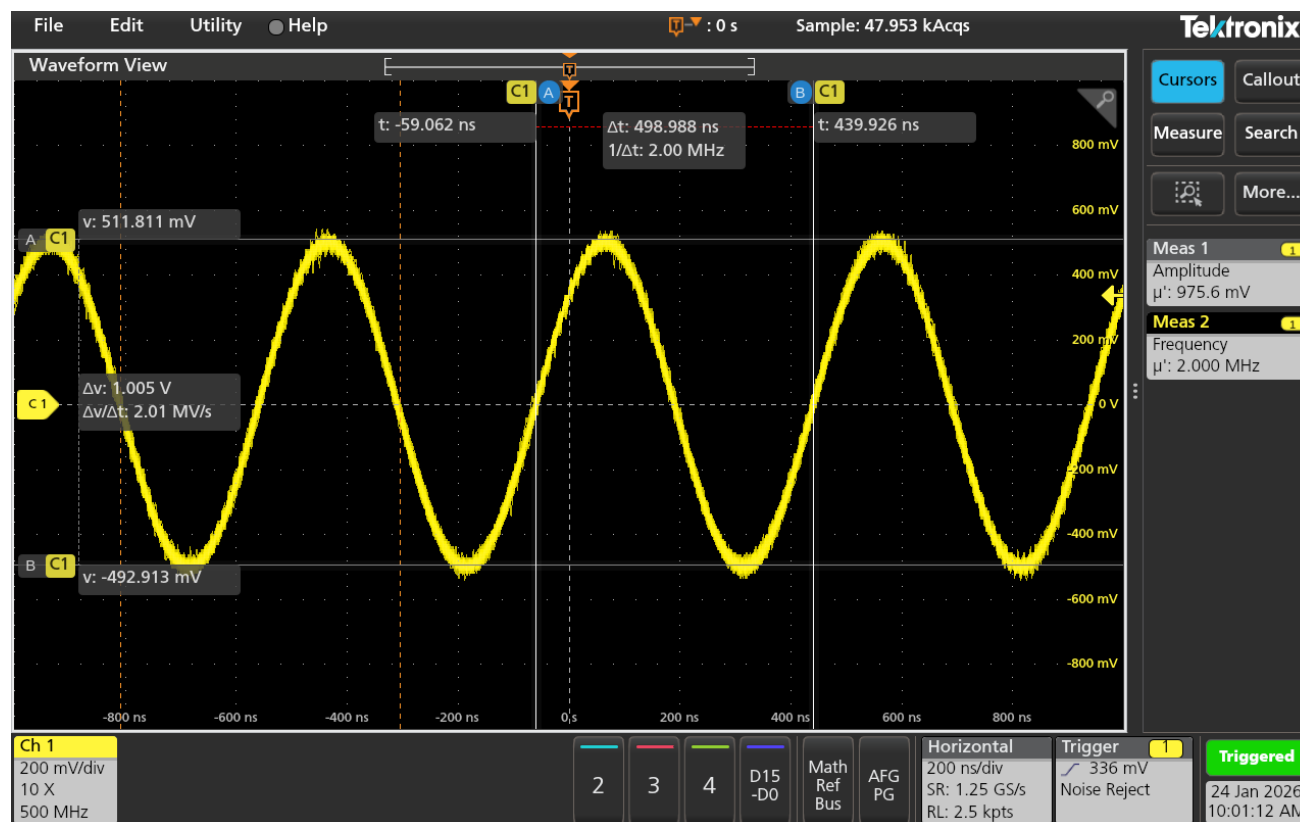 File Edit Utility Help T : 0 s Sample: 47.953 kAcqs Tektronix
Waveform View
T
C1 A T B C1
t: -59.062 ns
Δt: 498.988 ns
1/Δt: 2.00 MHz
t: 439.926 ns
v: 511.811 mV
A C1
C 1
Δv: 1.005 V
Δv/Δt: 2.01 MV/s
B C1
v: -492.913 mV
800 mV
600 mV
400 mV
200 mV
0 V
-200 mV
-400 mV
-600 mV
-800 mV
-800 ns -600 ns -400 ns -200 ns 0 s 200 ns 400 ns 600 ns 800 ns
Cursors Callout
Measure Search
More...
Meas 1 1
Amplitude
µ': 975.6 mV
Meas 2 1
Frequency
µ': 2.000 MHz
Ch 1
200 mV/div
10 X
500 MHz
2
3
4
D15
-D0
Math
Ref
Bus
AFG
PG
Horizontal
200 ns/div
SR: 1.25 GS/s
RL: 2.5 kpts
Trigger 1
336 mV
Noise Reject
Triggered
24 Jan 2026
10:01:12 AM